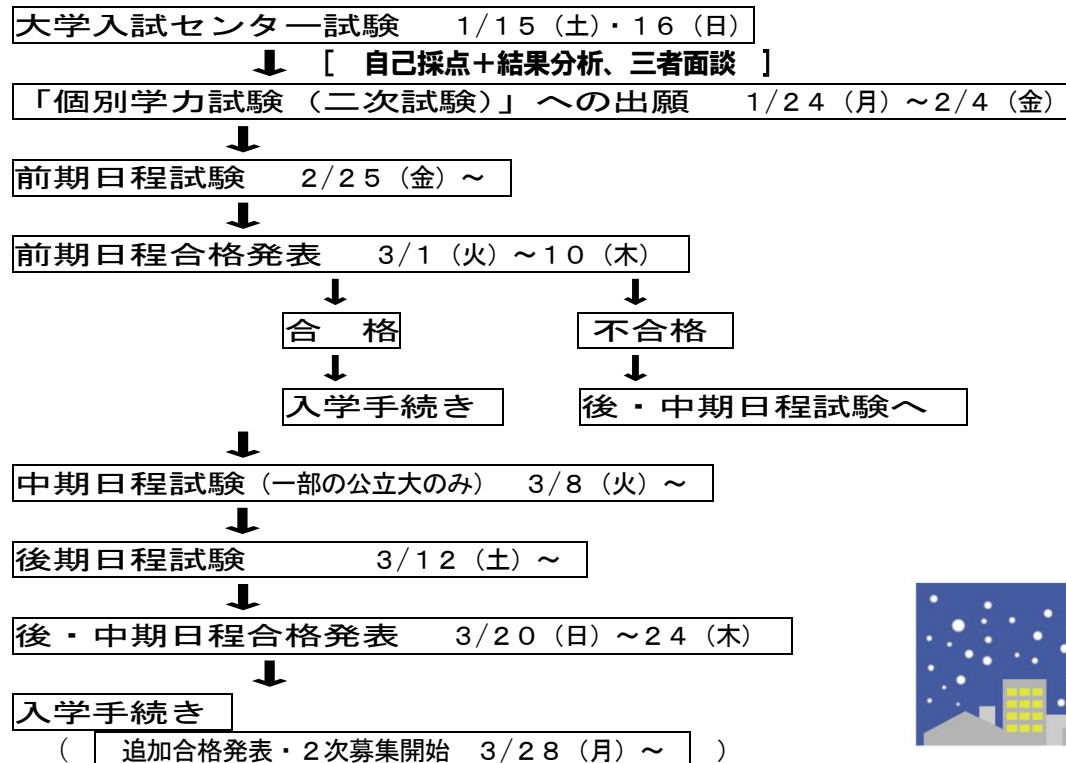 大学入試センター試験　1/15（土）・16（日）
[　自己採点＋結果分析、三者面談　]
「個別学力試験（二次試験）」への出願　1/24（月）～2/4（金）
前期日程試験　2/25（金）～
前期日程合格発表　3/1（火）～10（木）
合　格　不合格
入学手続き　後・中期日程試験へ
中期日程試験（一部の公立大のみ）　3/8（火）～
後期日程試験　3/12（土）～
後・中期日程合格発表　3/20（日）～24（木）
入学手続き
（　追加合格発表・２次募集開始　3/28（月）～　）